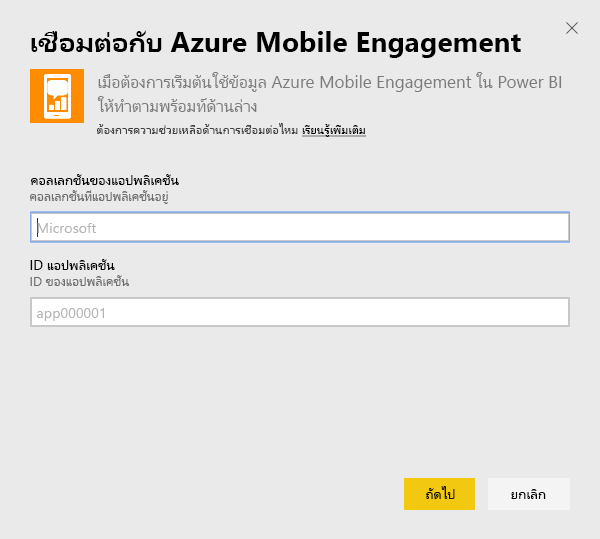 เชื่อมต่อกับ Azure Mobile Engagement
เมื่อต้องการเริ่มต้นใช้ข้อมูล Azure Mobile Engagement ใน Power BI
ให้ทำตามพร้อมท์ด้านล่าง
ต้องการความช่วยเหลือด้านการเชื่อมต่อไหม เรียนรู้เพิ่มเติม
คอลเลกชันของแอปพลิเคชัน
คอลเลกชันที่แอปพลิเคชันอยู่
Microsoft
ID แอปพลิเคชัน
ID ของแอปพลิเคชัน
app000001
ถัดไป
ยกเลิก